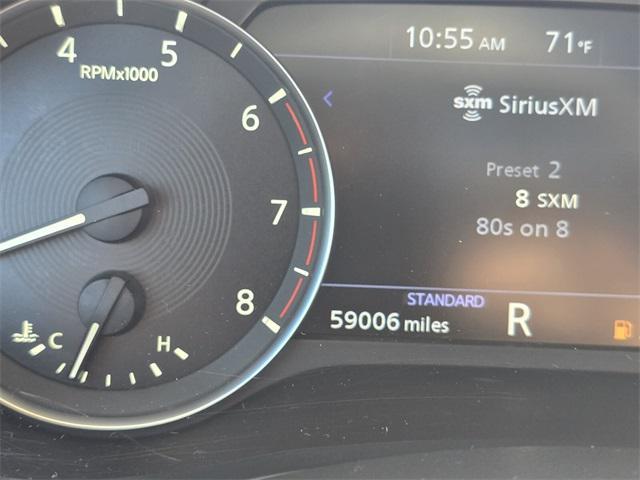 4
5
RPMx1000
6
7
8
C
H
10:55 AM 71°F
sxm SiriusXM
Preset 2
8 SXM
80s on 8
STANDARD
59006 miles R